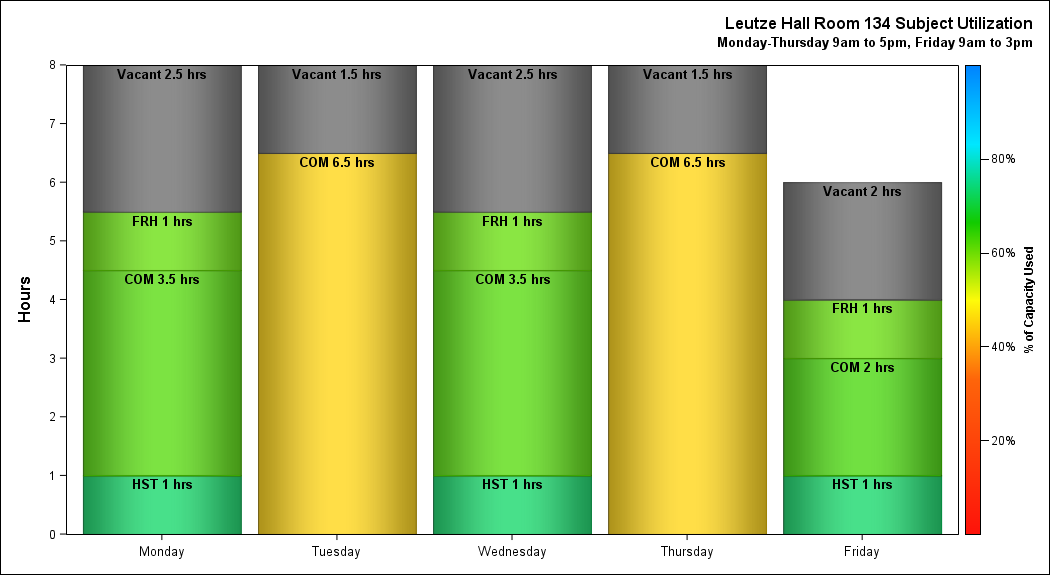 Leutze Hall Room 134 Subject Utilization
Monday-Thursday 9am to 5pm, Friday 9am to 3pm
Hours
8
7
6
5
4
3
2
1
0
Vacant 2.5 hrs
FRH 1 hrs
COM 3.5 hrs
HST 1 hrs
Vacant 1.5 hrs
COM 6.5 hrs
Vacant 2.5 hrs
FRH 1 hrs
COM 3.5 hrs
HST 1 hrs
Vacant 1.5 hrs
COM 6.5 hrs
Vacant 2 hrs
FRH 1 hrs
COM 2 hrs
HST 1 hrs
Monday Tuesday Wednesday Thursday Friday
80%
60%
40%
20%
% of Capacity Used